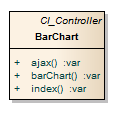 CI_Controller
BarChart
+ ajax() :var
+ barChart() :var
+ index() :var